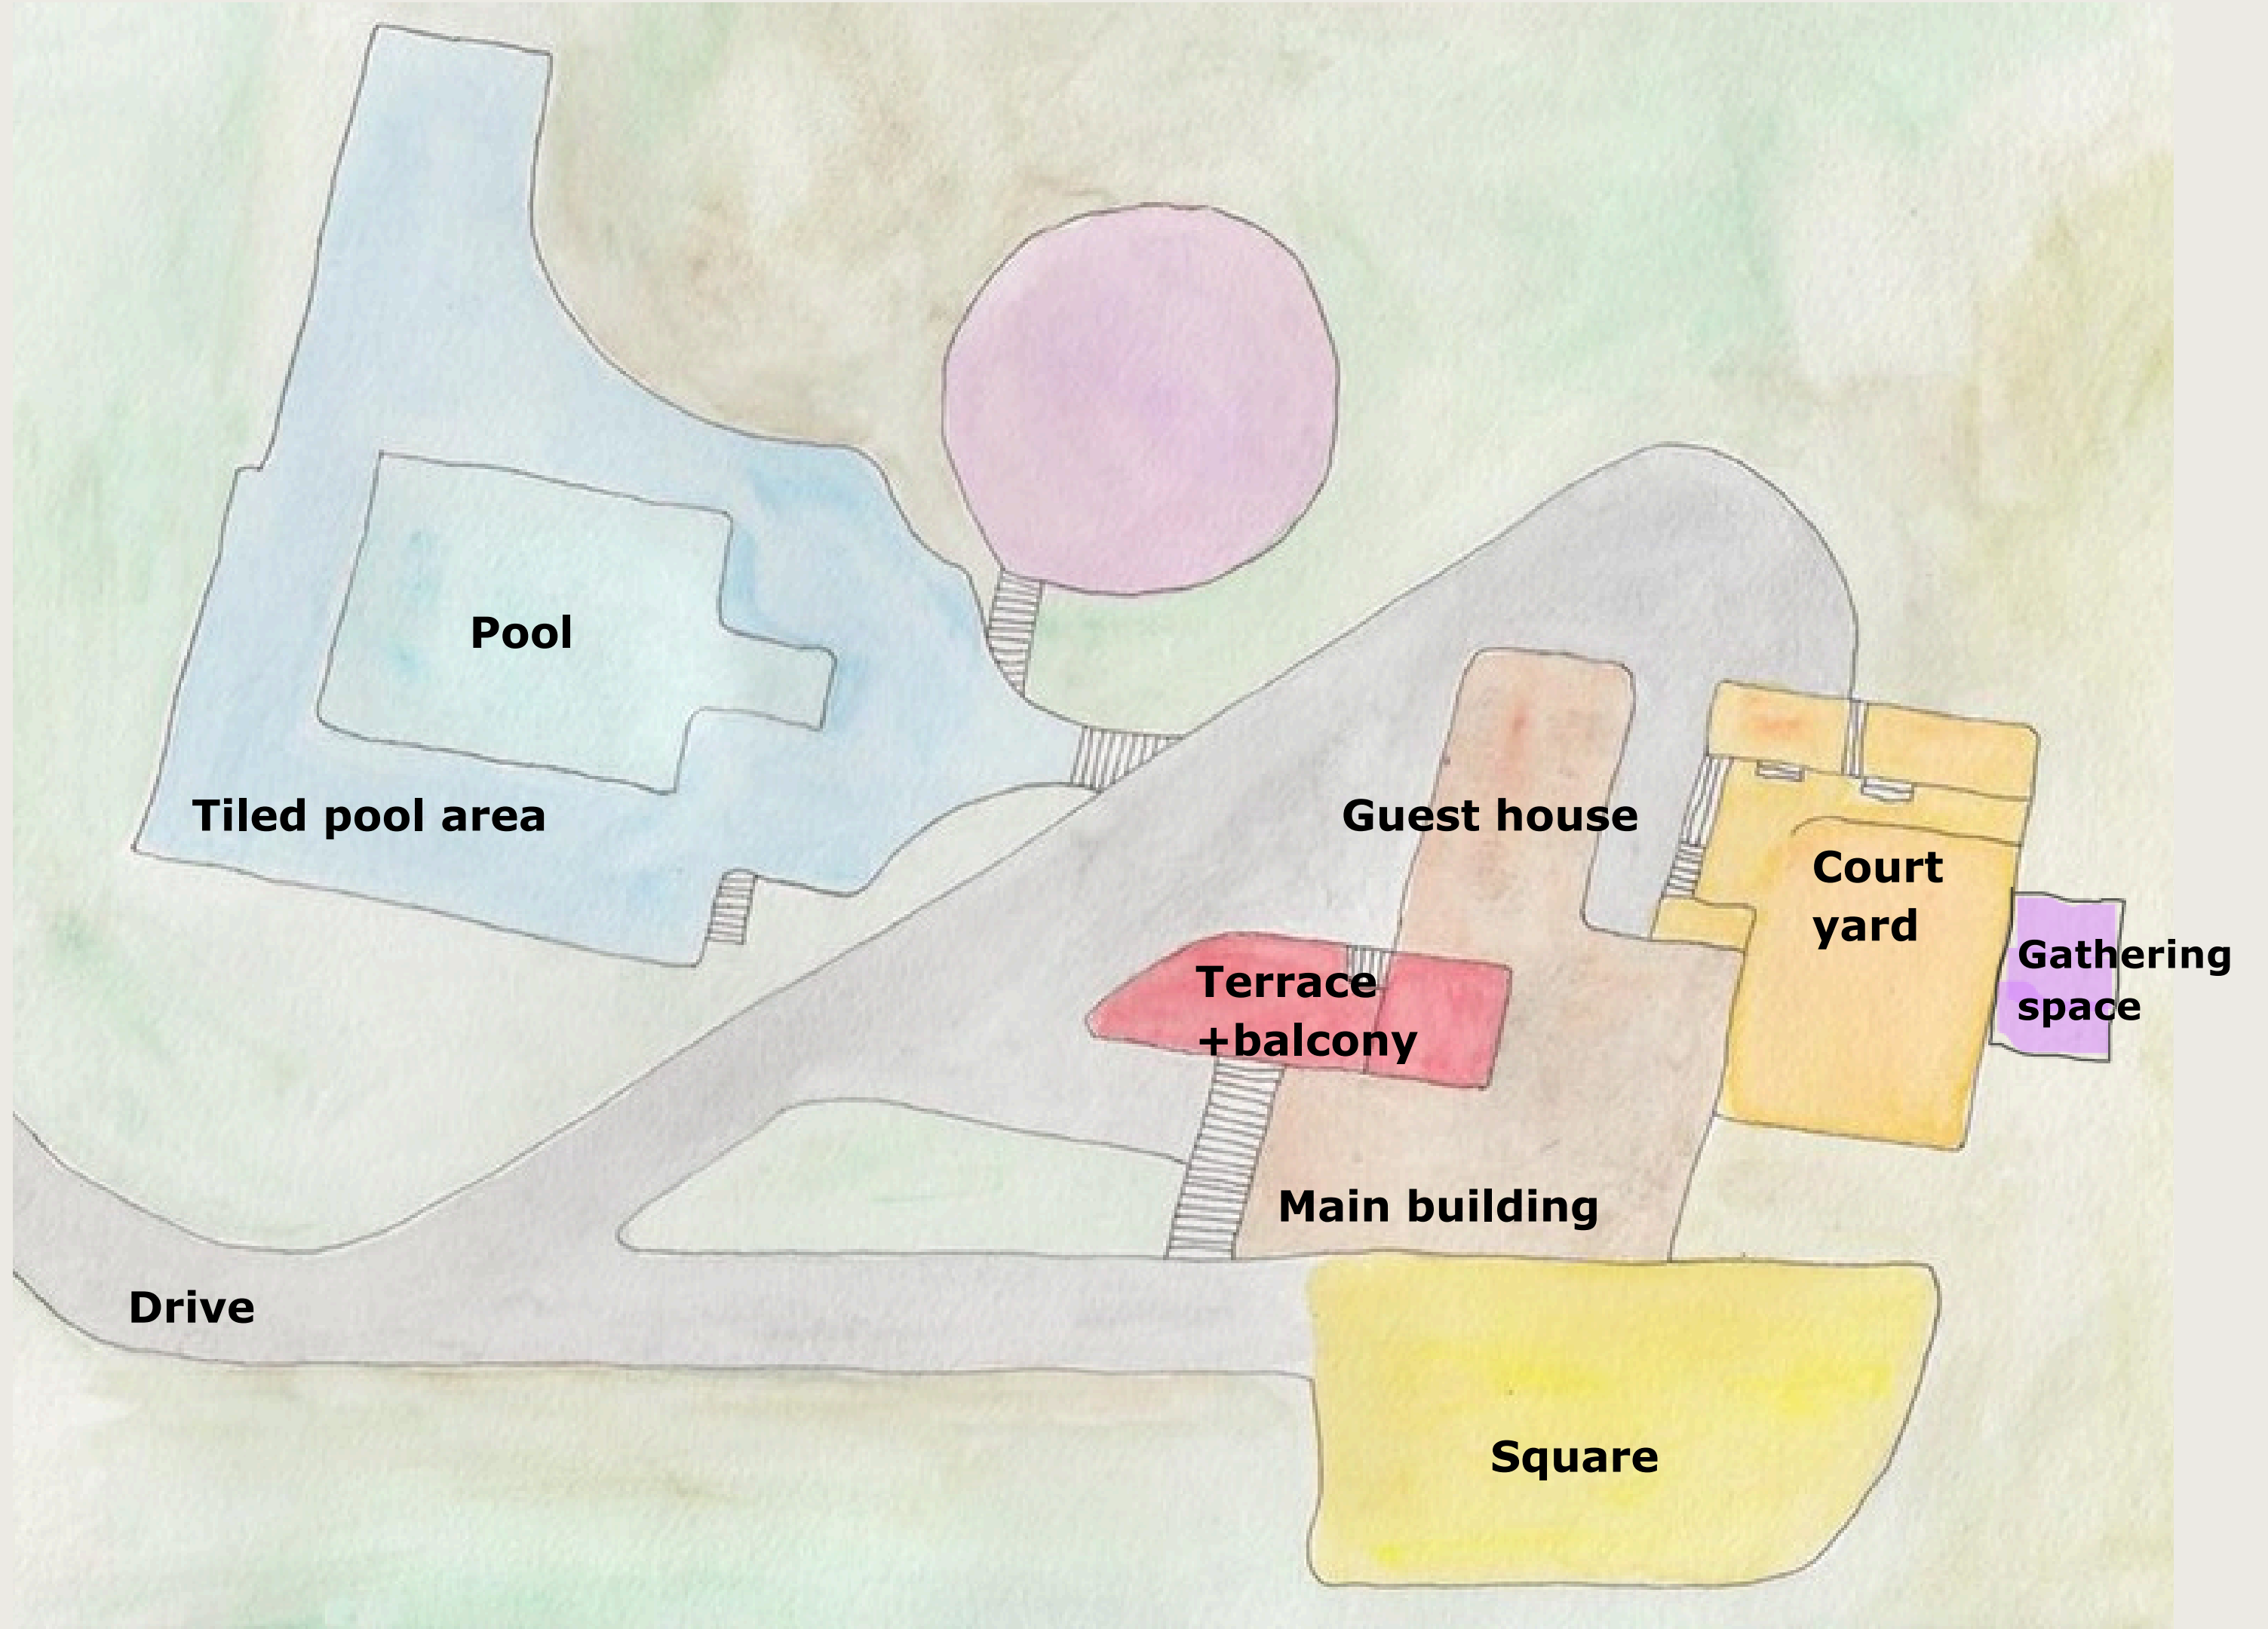 Pool
Tiled pool area
Guest house
Court
yard
Gathering
space
Terrace
+balcony
Main building
Drive
Square